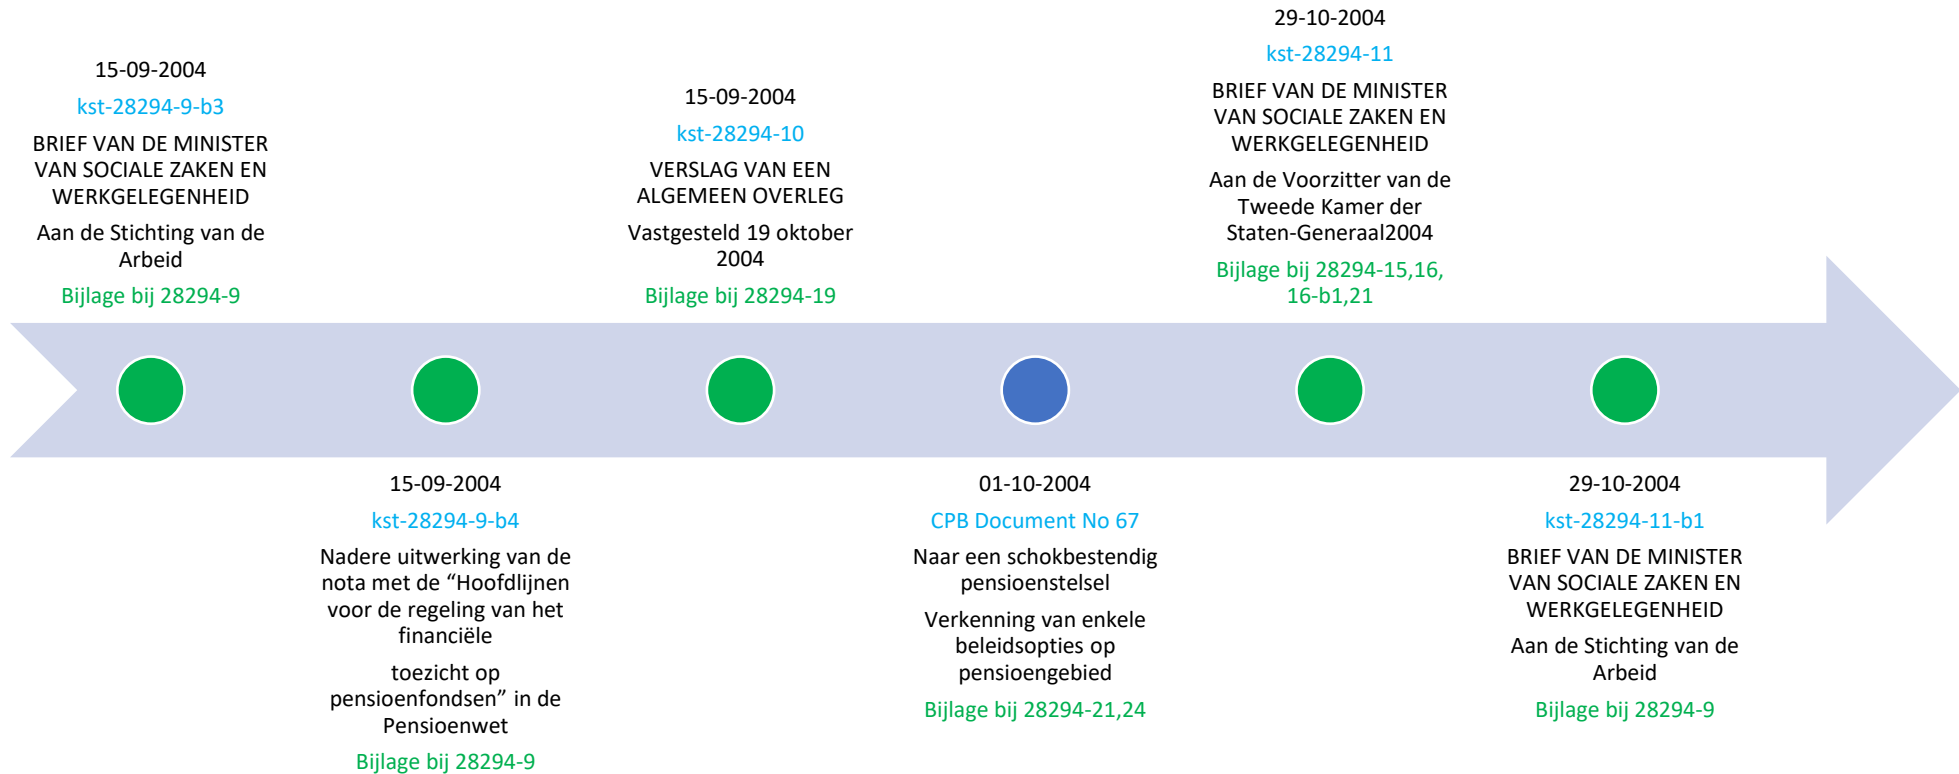 15-09-2004
kst-28294-9-b3
BRIEF VAN DE MINISTER
VAN SOCIALE ZAKEN EN
WERKGELEGENHEID
Aan de Stichting van de
Arbeid
Bijlage bij 28294-9
15-09-2004
kst-28294-9-b4
Nadere uitwerking van de
nota met de “Hoofdlijnen
voor de regeling van het
financiële
toezicht op
pensioenfondsen” in de
Pensioenwet
Bijlage bij 28294-9
15-09-2004
kst-28294-10
VERSLAG VAN EEN
ALGEMEEN OVERLEG
Vastgesteld 19 oktober
2004
Bijlage bij 28294-19
01-10-2004
CPB Document No 67
Naar een schokbestendig
pensioenstelsel
Verkenning van enkele
beleidsopties op
pensioengebied
Bijlage bij 28294-21,24
29-10-2004
kst-28294-11
BRIEF VAN DE MINISTER
VAN SOCIALE ZAKEN EN
WERKGELEGENHEID
Aan de Voorzitter van de
Tweede Kamer der
Staten-Generaal2004
Bijlage bij 28294-15,16,
16-b1,21
29-10-2004
kst-28294-11-b1
BRIEF VAN DE MINISTER
VAN SOCIALE ZAKEN EN
WERKGELEGENHEID
Aan de Stichting van de
Arbeid
Bijlage bij 28294-9